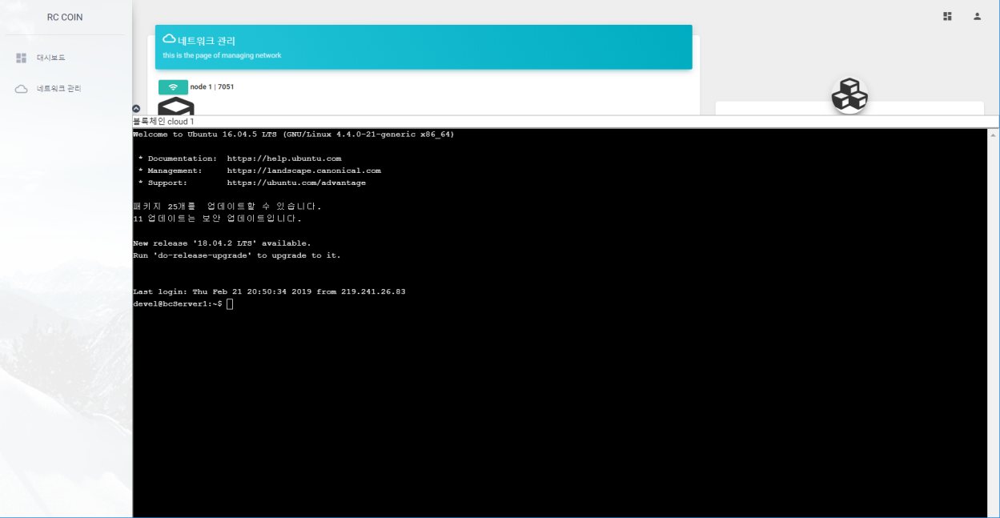 RC COIN
대시보드
네트워크 관리
네트워크 관리
this is the page of managing network
node 1 | 7051
볼록체인 cloud 1
Welcome to Ubuntu 16.04.5 LTS (GNU/Linux 4.4.0-21-generic x86_64)
* Documentation:  https://help.ubuntu.com
* Management:     https://landscape.canonical.com
* Support:        https://ubuntu.com/advantage
패키지 25개를 업데이트할 수 있습니다.
11 업데이트는 보안 업데이트입니다.
New release '18.04.2 LTS' available.
Run 'do-release-upgrade' to upgrade to it.
Last login: Thu Feb 21 20:50:34 2019 from 219.241.26.83
devel@bcServer1:~$